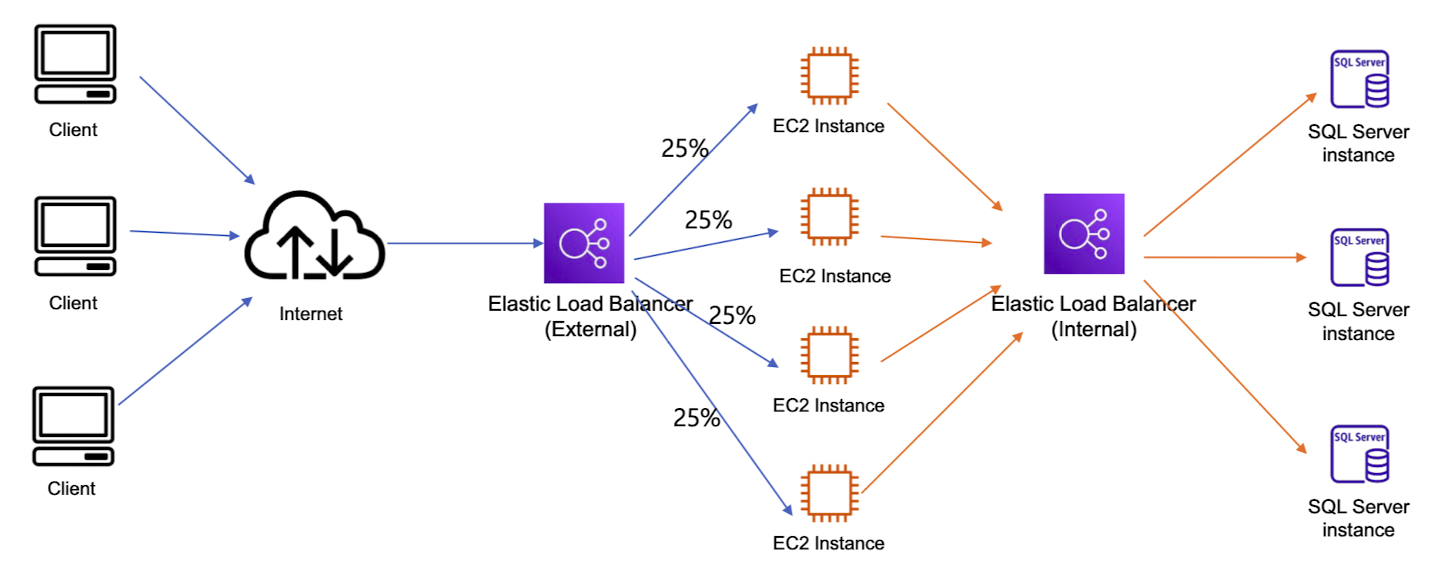 Client
Client
Client
Internet
Elastic Load Balancer
(External)
25%
25%
25%
25%
EC2 Instance
EC2 Instance
EC2 Instance
EC2 Instance
Elastic Load Balancer
(Internal)
SQL Server
SQL Server
instance
SQL Server
SQL Server
instance
SQL Server
SQL Server
instance